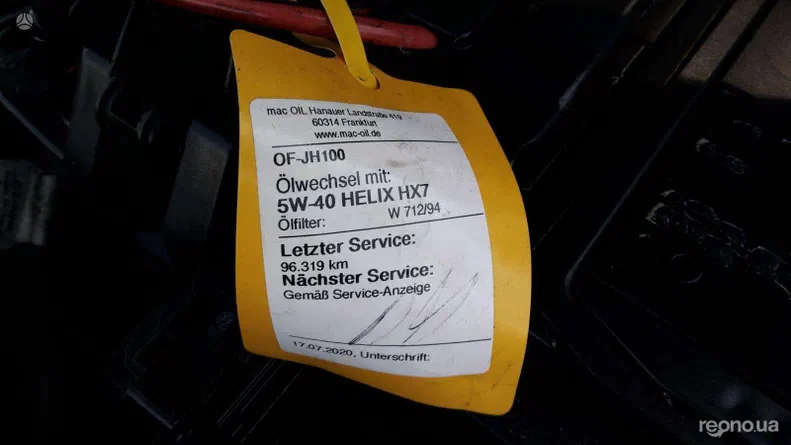 mac OIL Hanauer Landstraße 419
60314 Frankfurt
www.mac-oil.de
OF-JH100
Ölwechsel mit:
5W-40 HELIX HX7
Ölfilter: W 712/94
Letzter Service:
96.319 km
Nächster Service:
Gemäß Service-Anzeige
17.07.2020, Unterschrift:
reono.ua